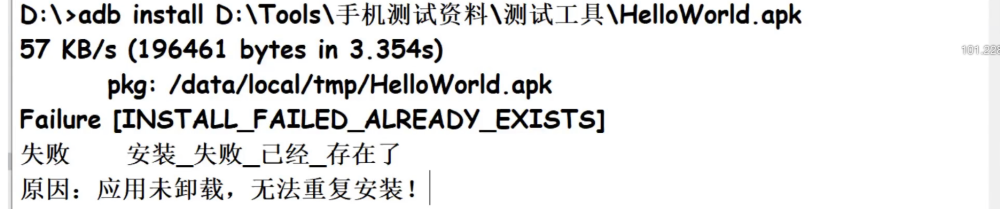 D:\>adb install D:\Tools\手机测试资料\测试工具\HelloWorld.apk
57 KB/s (196461 bytes in 3.354s)
101.228
pkg: /data/local/tmp/HelloWorld.apk
Failure [INSTALL_FAILED_ALREADY_EXISTS]
失败 安装_失败_已经_存在了
原因：应用未卸载，无法重复安装！